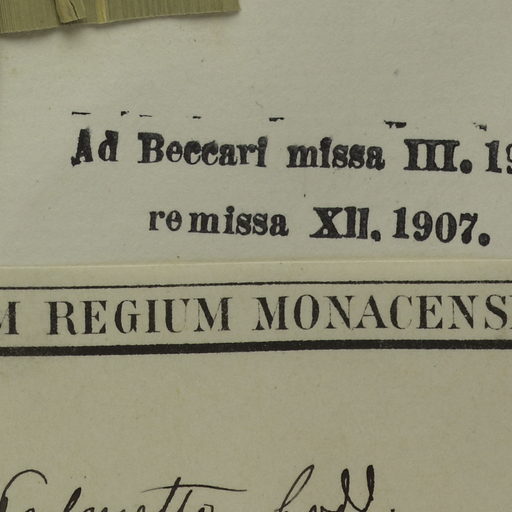 Ad Beccari missa III. 19
remissa XII. 1907.
M REGIUM MONACENS